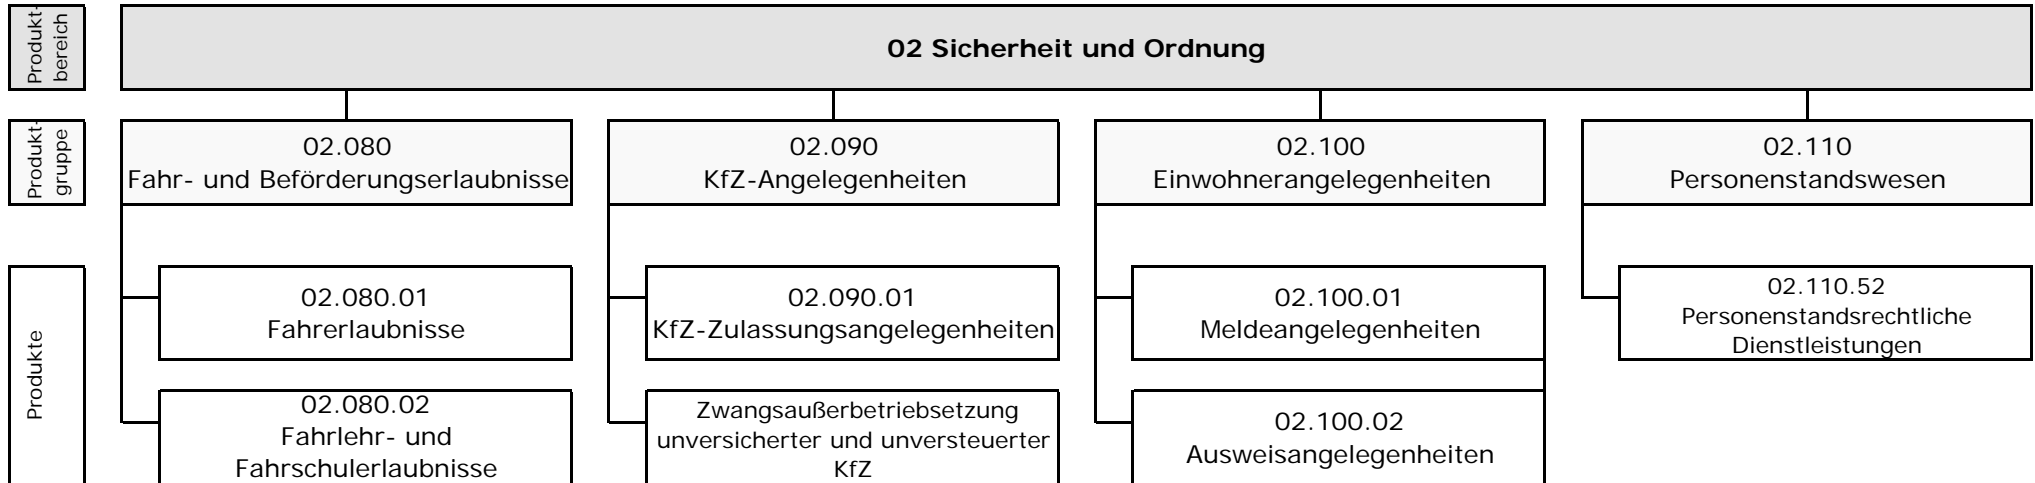 Produkt-
bereich
02 Sicherheit und Ordnung
Produkt-
gruppe
02.080
Fahr- und Beförderungserlaubnisse
02.090
KfZ-Angelegenheiten
02.100
Einwohnerangelegenheiten
02.110
Personenstandswesen
Produkte
02.080.01
Fahrerlaubnisse
02.090.01
KfZ-Zulassungsangelegenheiten
02.100.01
Meldeangelegenheiten
02.110.52
Personenstandsrechtliche
Dienstleistungen
02.080.02
Fahrlehr- und
Fahrschulerlaubnisse
Zwangsaußerbetriebsetzung
unversicherter und unversteuerter
KfZ
02.100.02
Ausweisangelegenheiten